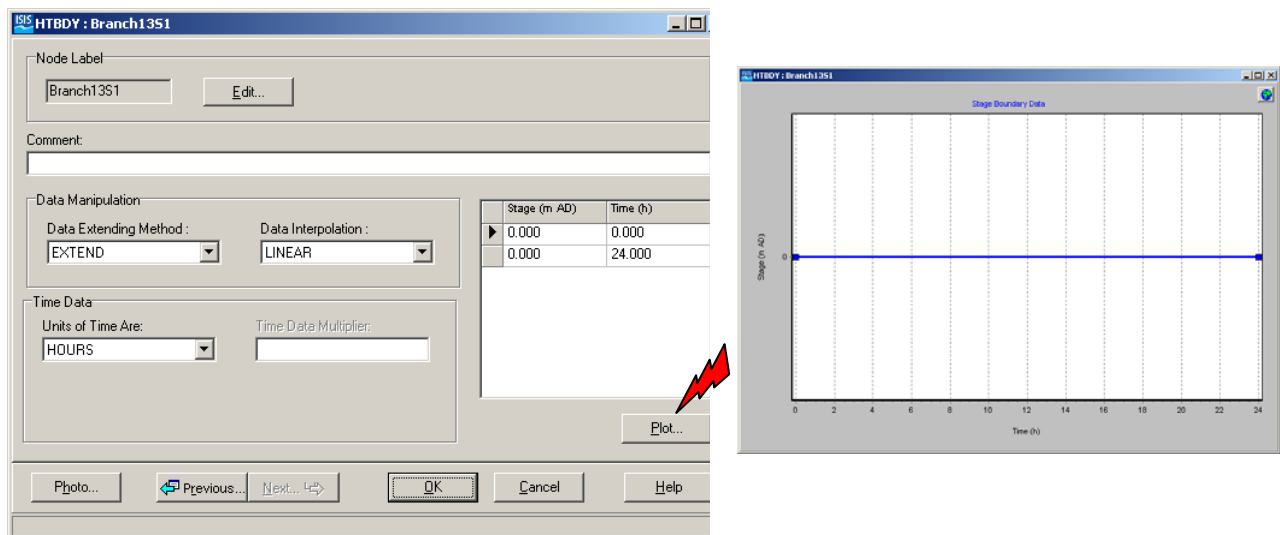 ISIS HTBDY : Branch13S1
Node Label
Branch13S1
Edit...
Comment:
Data Manipulation
Data Extending Method :
Data Interpolation :
EXTEND
LINEAR
Stage (m AD) Time (h)
0.000 0.000
0.000 24.000
Time Data
Units of Time Are:
Time Data Multiplier:
HOURS
Plot...
Photo...
Previous...
Next...
OK
Cancel
Help
HTBDY : Branch13S1
Stage Boundary Data
Stage (m AD)
0
0 2 4 6 8 10 12 14 16 18 20 22 24
Time (h)